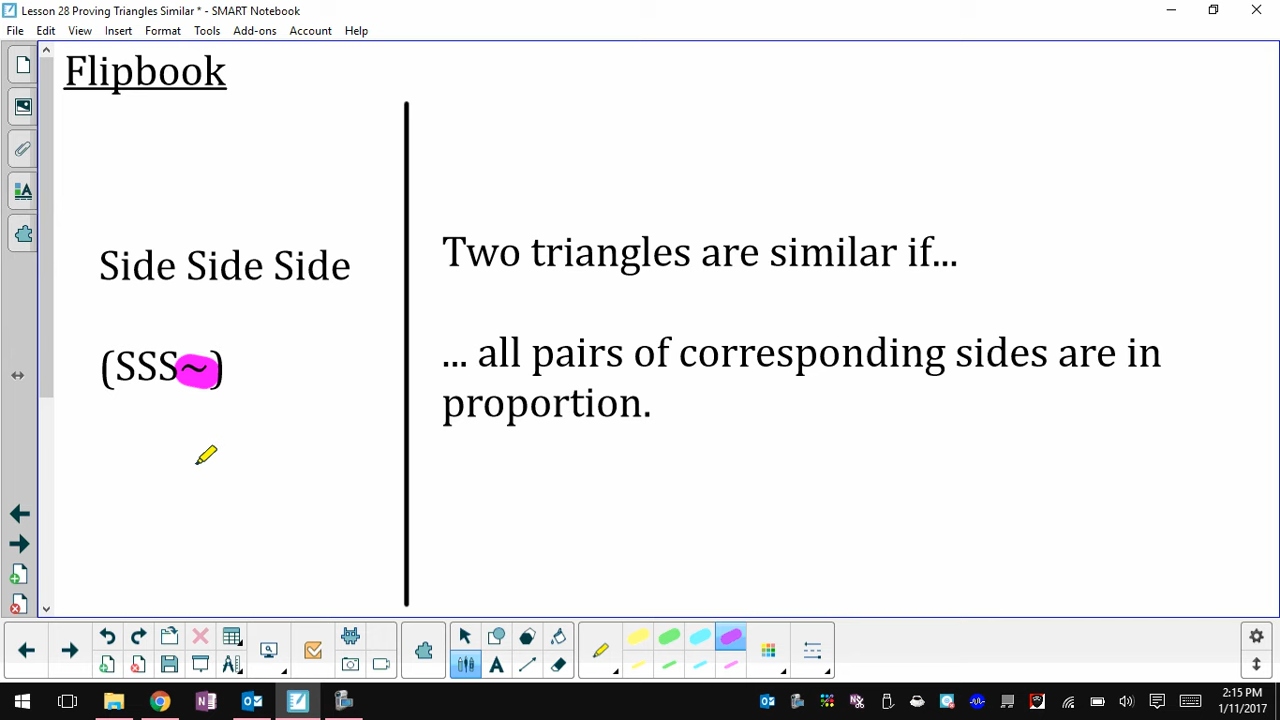 Lesson 28 Proving Triangles Similar * - SMART Notebook
File Edit View Insert Format Tools Add-ons Account Help
Flipbook
Side Side Side
(SSS~)
Two triangles are similar if...
... all pairs of corresponding sides are in
proportion.
2:15 PM
1/11/2017